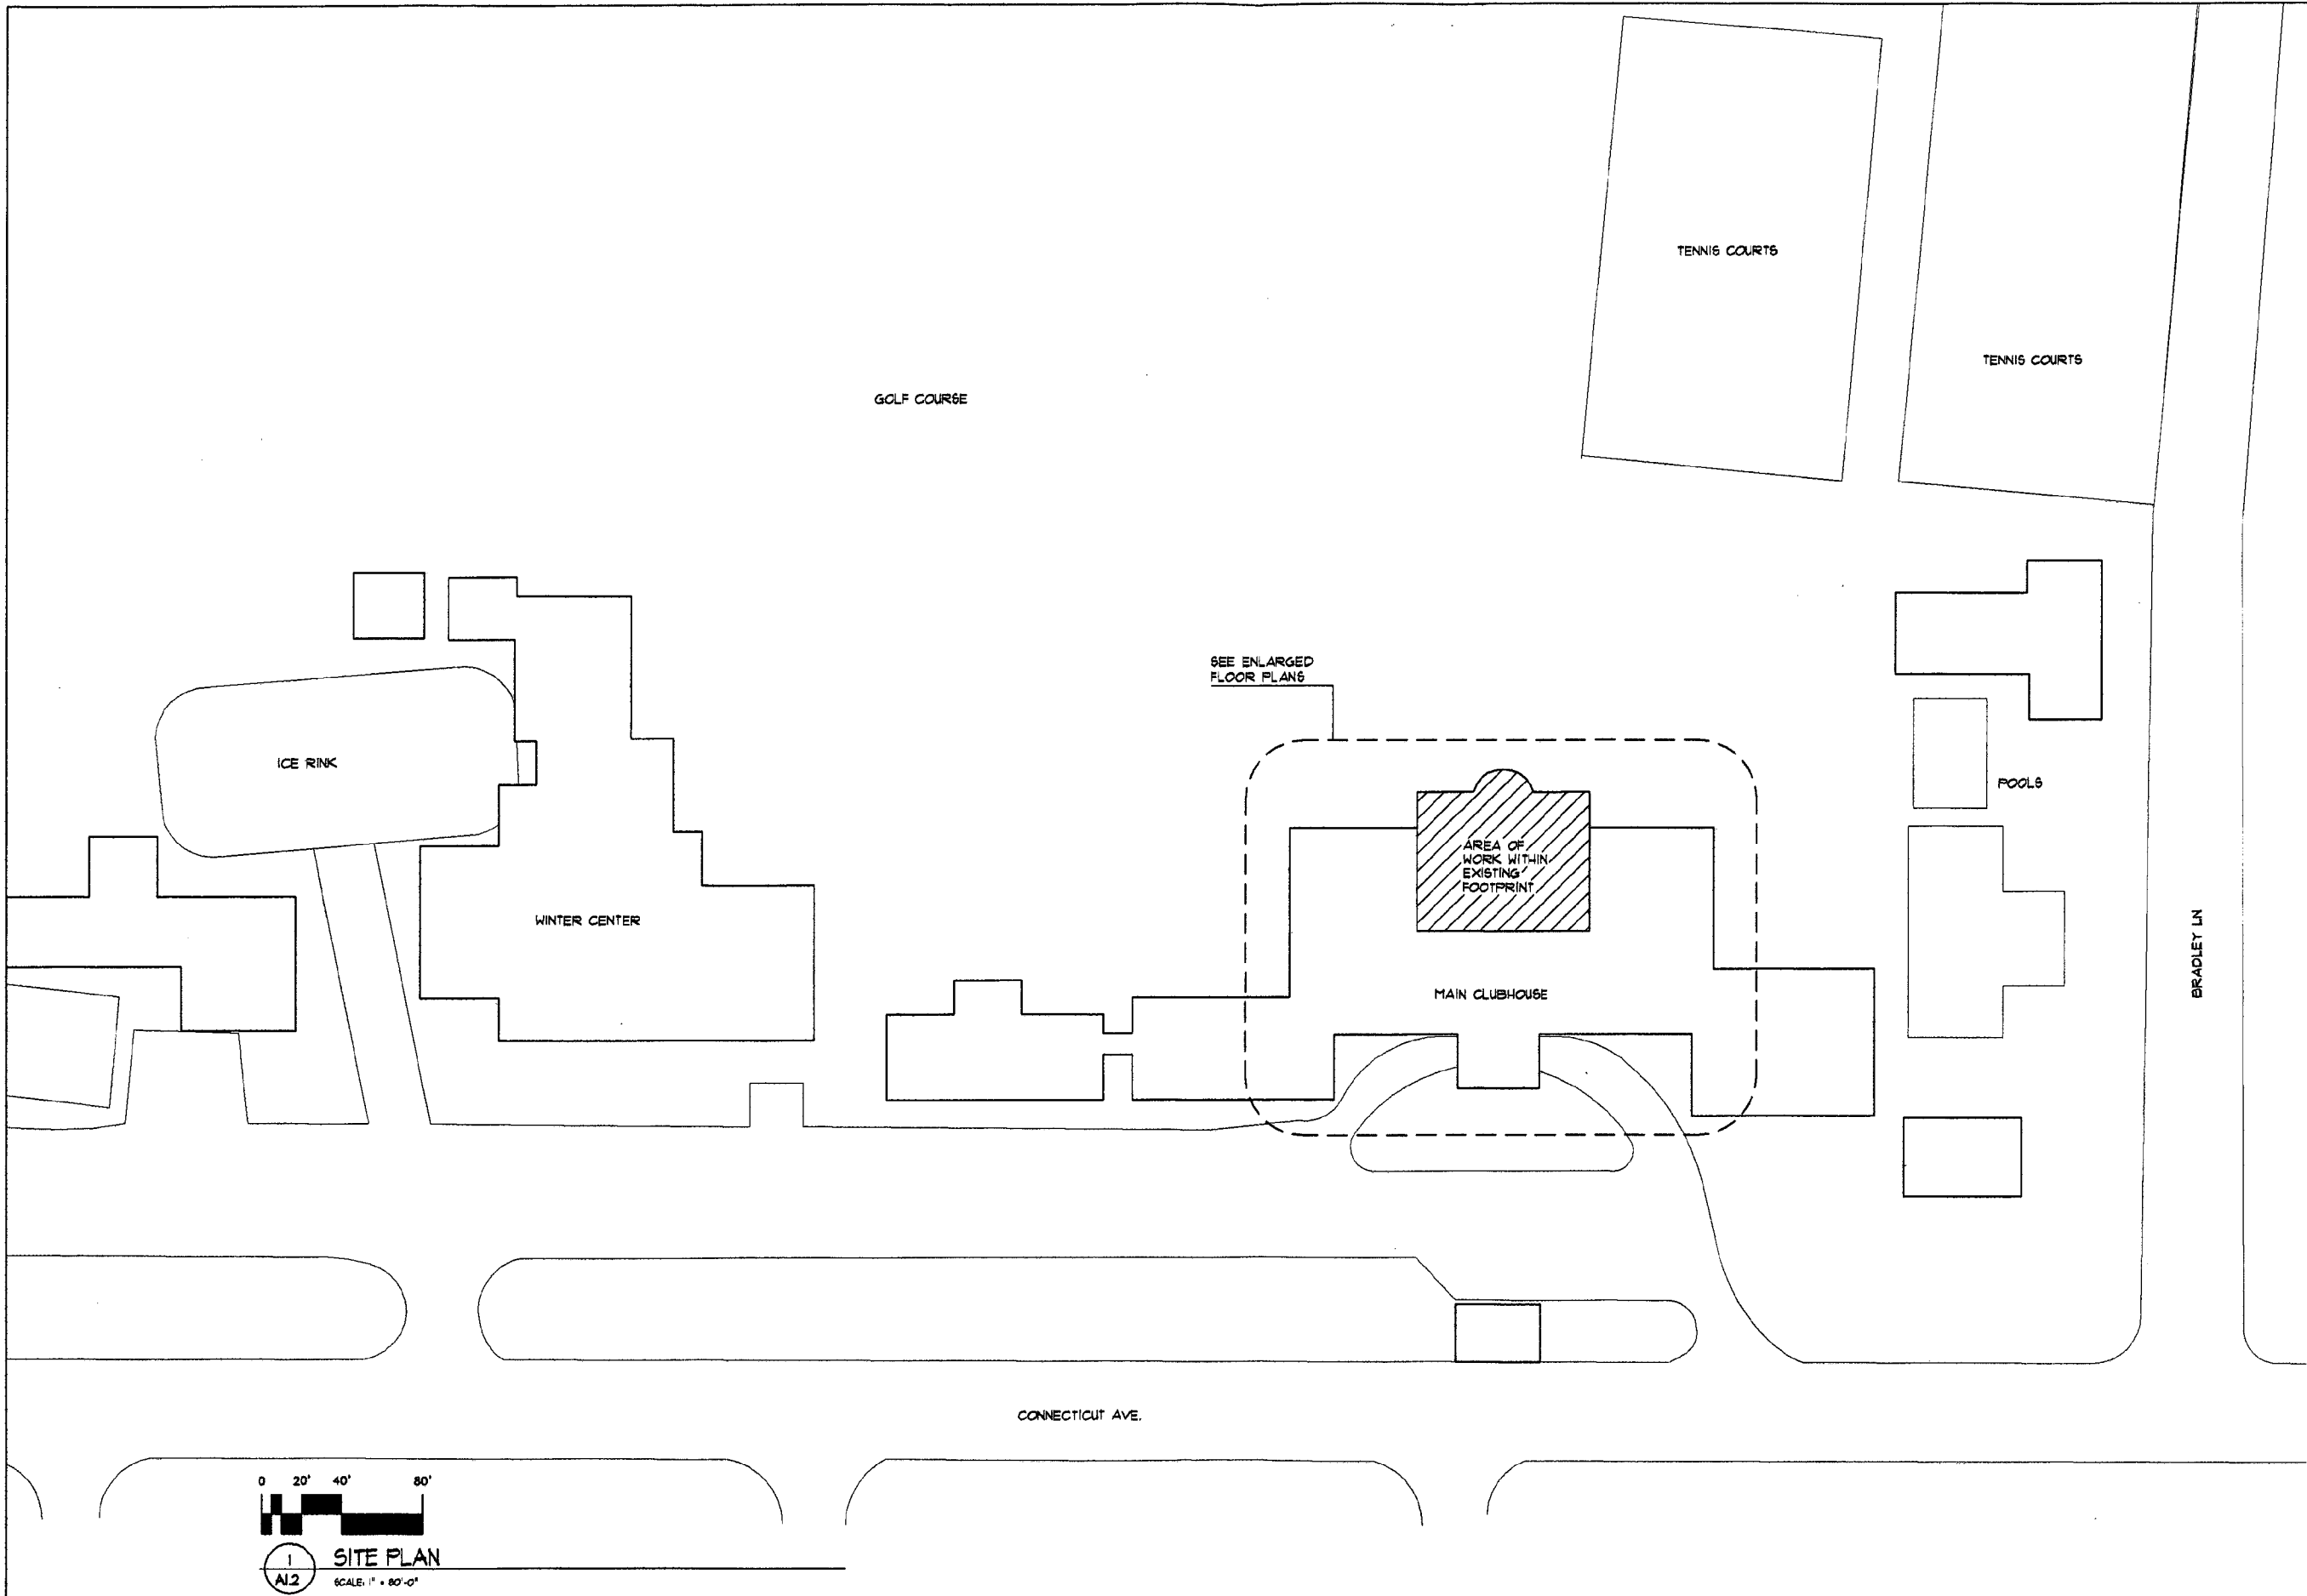 TENNIS COURTS
TENNIS COURTS
GOLF COURSE
SEE ENLARGED
FLOOR PLANS
ICE RINK
POOLS
AREA OF
WORK WITHIN
EXISTING
FOOTPRINT
WINTER CENTER
MAIN CLUBHOUSE
BRADLEY LN
CONNECTICUT AVE.
0 20' 40' 80'
1
A1.2
SITE PLAN
SCALE: 1" = 80'-0"